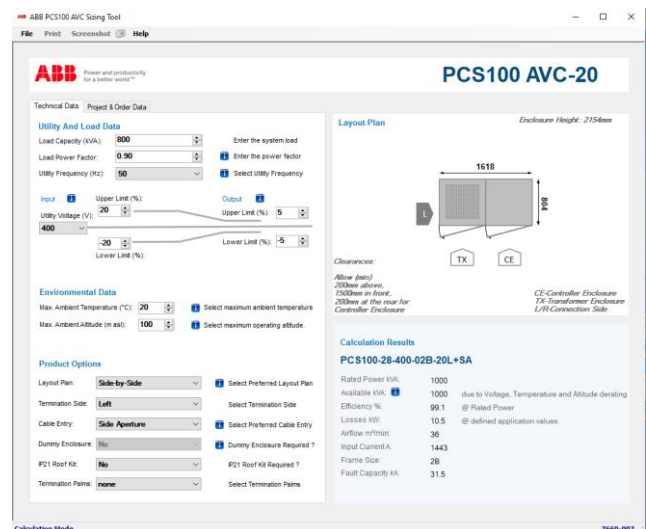 ABB PCS100 AVC Sizing Tool
File Print Screenshot Help
ABB Power and productivity for a better world™
PCS100 AVC-20
Technical Data Project & Order Data
Utility And Load Data
Load Capacity (kVA): 800 Enter the system load
Load Power Factor: 0.90 Enter the power factor
Utility Frequency (Hz): 50 Select Utility Frequency
Input Upper Limit (%): Output
Utility Voltage (V): 20 Upper Limit (%): 5
400
-20 Lower Limit (%): -5
Lower Limit (%):
Environmental Data
Max. Ambient Temperature (°C): 20 Select maximum ambient temperature
Max. Ambient Altitude (m asl): 100 Select maximum operating altitude.
Product Options
Layout Plan: Side-by-Side Select Preferred Layout Plan
Termination Side: Left Select Termination Side
Cable Entry: Side Aperture Select Preferred Cable Entry
Dummy Enclosure: No Dummy Enclosure Required ?
IP21 Roof Kit: No IP21 Roof Kit Required ?
Termination Palms: none Select Termination Palms
Layout Plan Enclosure Height: 2154mm
1618
804
L
TX CE
Clearances:
Allow (min)
200mm above,
1500mm in front,
200mm at the rear for
Controller Enclosure
CE-Controller Enclosure
TX-Transformer Enclosure
L/R-Connection Side
Calculation Results
PCS100-28-400-02B-20L+SA
Rated Power kVA: 1000
Available kVA: 1000 due to Voltage, Temperature and Altitude derating
Efficiency %: 99.1 @ Rated Power
Losses kW: 10.5 @ defined application values
Airflow m³/min: 36
Input Current A: 1443
Frame Size: 2B
Fault Capacity kA: 31.5
Calculation Mode 7660-007